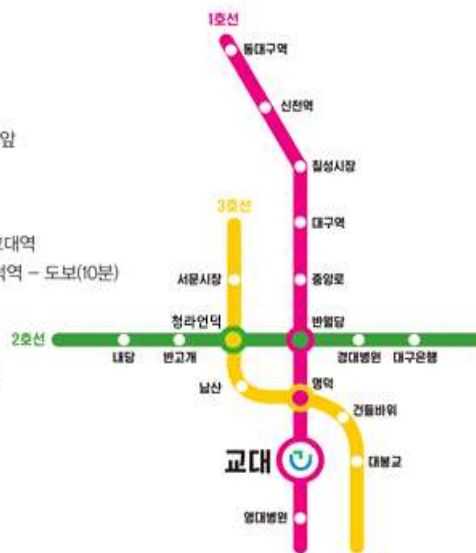 1호선
동대구역
신천역
앞
칠성시장
3호선
대구역
대역
역 – 도보(10분)
서문시장
중앙로
청라언덕
반월당
2호선
내당
반고개
경대병원
대구은행
남산
명덕
건들바위
교대
대봉교
영대병원